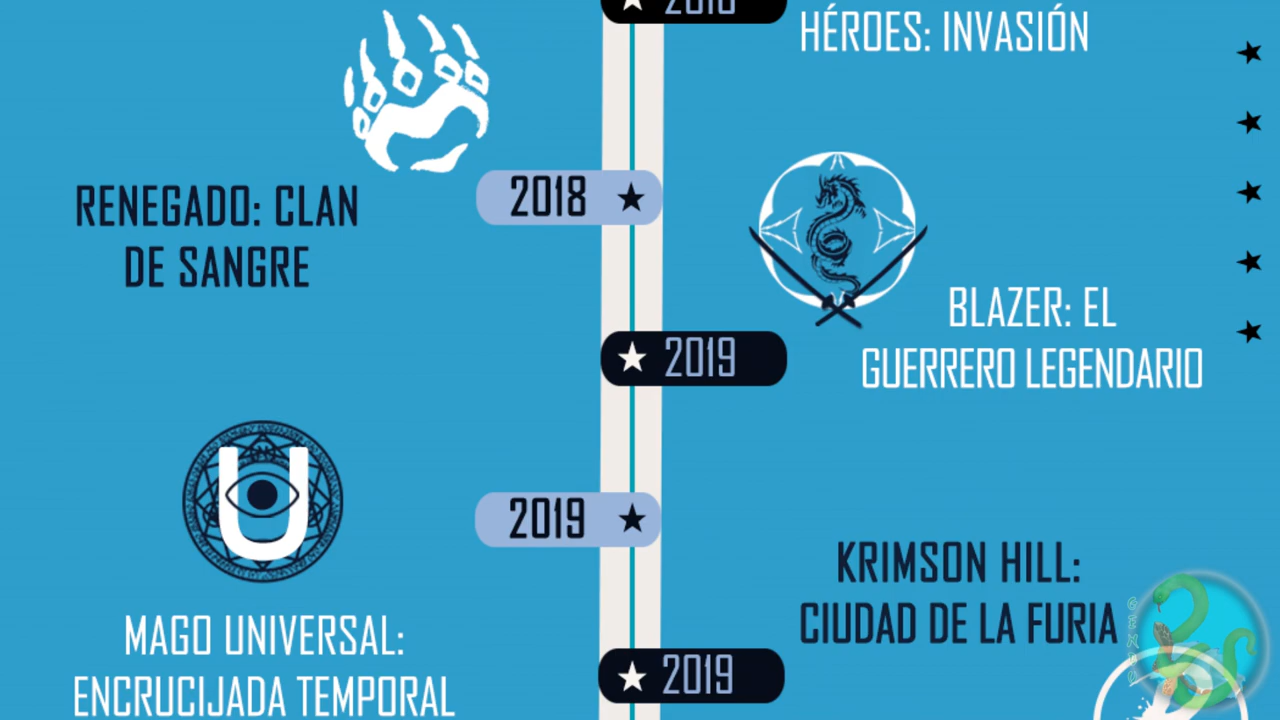 HÉROES: INVASIÓN
RENEGADO: CLAN
DE SANGRE
2018
BLAZER: EL
GUERRERO LEGENDARIO
2019
U
2019
MAGO UNIVERSAL:
ENCRUCIJADA TEMPORAL
KRIMSON HILL:
CIUDAD DE LA FURIA
2019